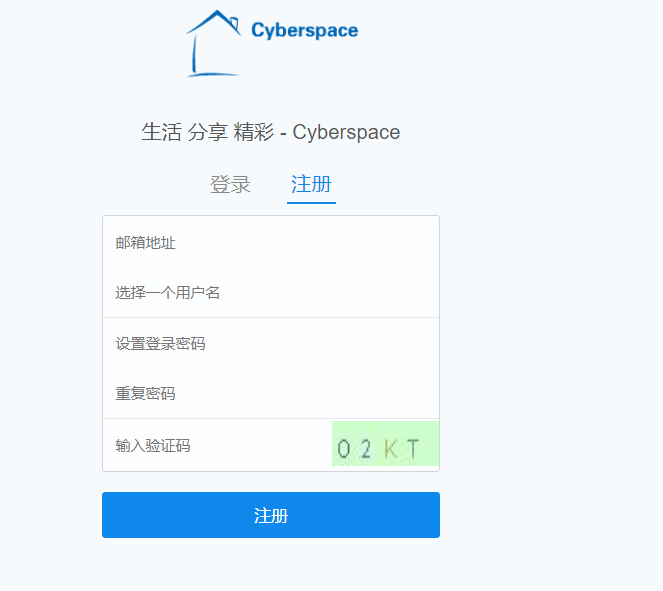 Cyberspace
生活 分享 精彩 - Cyberspace
登录 注册
邮箱地址
选择一个用户名
设置登录密码
重复密码
输入验证码 02KT
注册